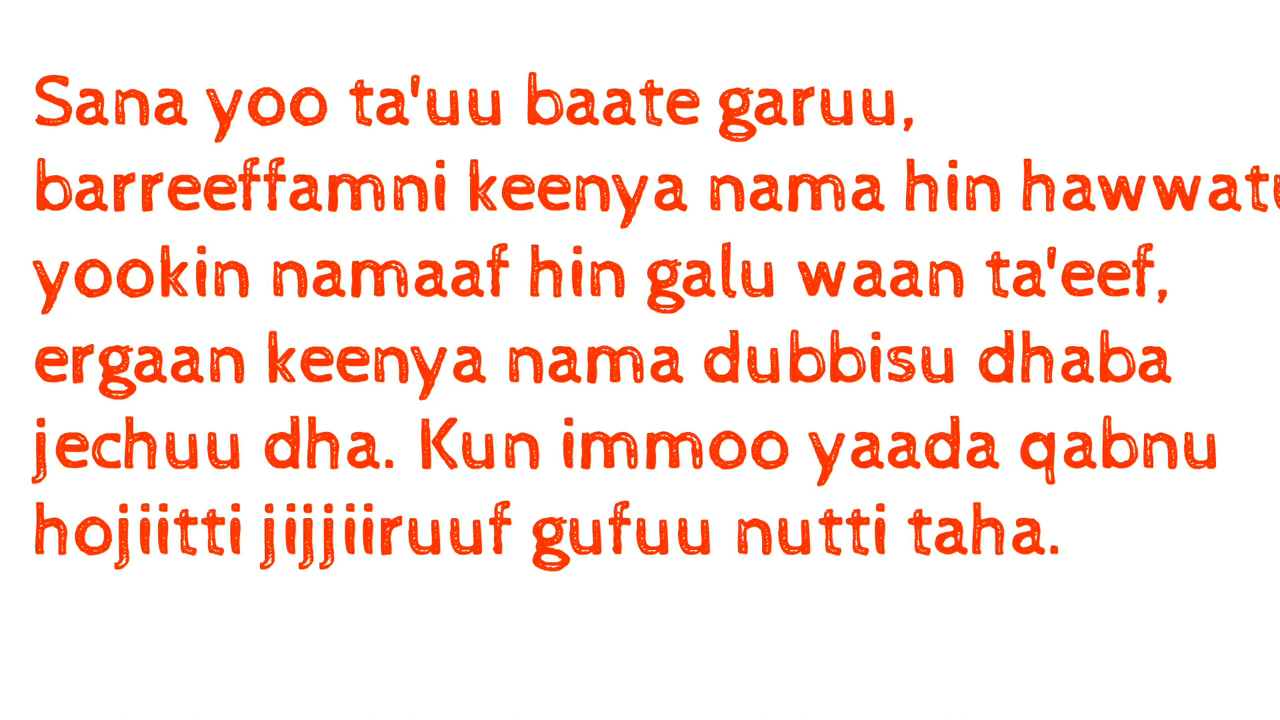 Sana yoo ta'uu baate garuu,
barreeffamni keenya nama hin
yookin namaaf hin galu waan ta'eef,
ergaan keenya nama dubbisu dhaba
jechuu dha. Kun immoo yaada qabnu
hojiitti jijjiiruuf gufuu nutti taha.